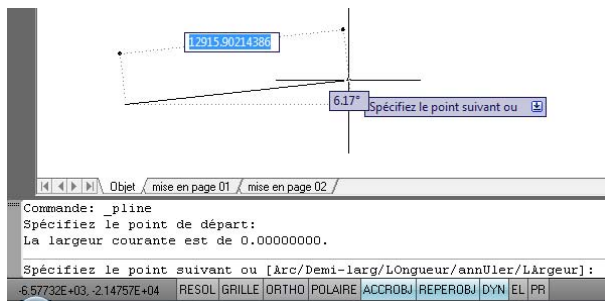 12915.90214386
6.17°
Spécifiez le point suivant ou
Objet mise en page 01 mise en page 02
Commande: _pline
Spécifiez le point de départ:
La largeur courante est de 0.00000000.
Spécifiez le point suivant ou [Arc/Demi-larg/LOngueur/annUler/LArgeur]:
-6.57732E+03, -2.14757E+04 RESOL GRILLE ORTHO POLAIRE ACCROBJ REPEROBJ DYN EL PR